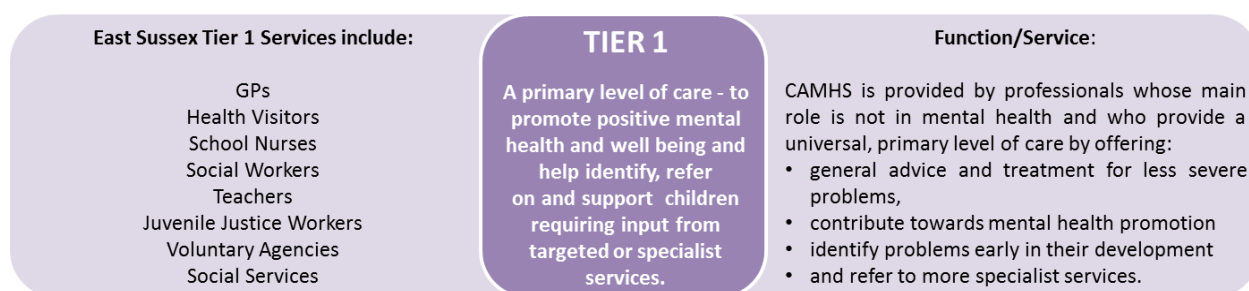 East Sussex Tier 1 Services include:
GPs
Health Visitors
School Nurses
Social Workers
Teachers
Juvenile Justice Workers
Voluntary Agencies
Social Services
TIER 1
A primary level of care - to
promote positive mental
health and well being and
help identify, refer
on and support children
requiring input from
targeted or specialist
services.
Function/Service:
CAMHS is provided by professionals whose main
role is not in mental health and who provide a
universal, primary level of care by offering:
• general advice and treatment for less severe
problems,
• contribute towards mental health promotion
• identify problems early in their development
• and refer to more specialist services.